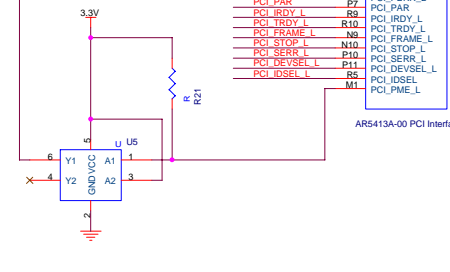 3.3V
PCI_PAR P7 PCI_PAR
PCI_IRDY_L R9 PCI_IRDY_L
PCI_TRDY_L R10 PCI_TRDY_L
PCI_FRAME_L N9 PCI_FRAME_L
PCI_STOP_L N10 PCI_STOP_L
PCI_SERR_L P10 PCI_SERR_L
PCI_DEVSEL_L P11 PCI_DEVSEL_L
PCI_IDSEL_L R5 PCI_IDSEL
M1 PCI_PME_L
R
R21
AR5413A-00 PCI Interfa
5 U U5
6 Y1 VCC A1 1
4 Y2 GND A2 3
2